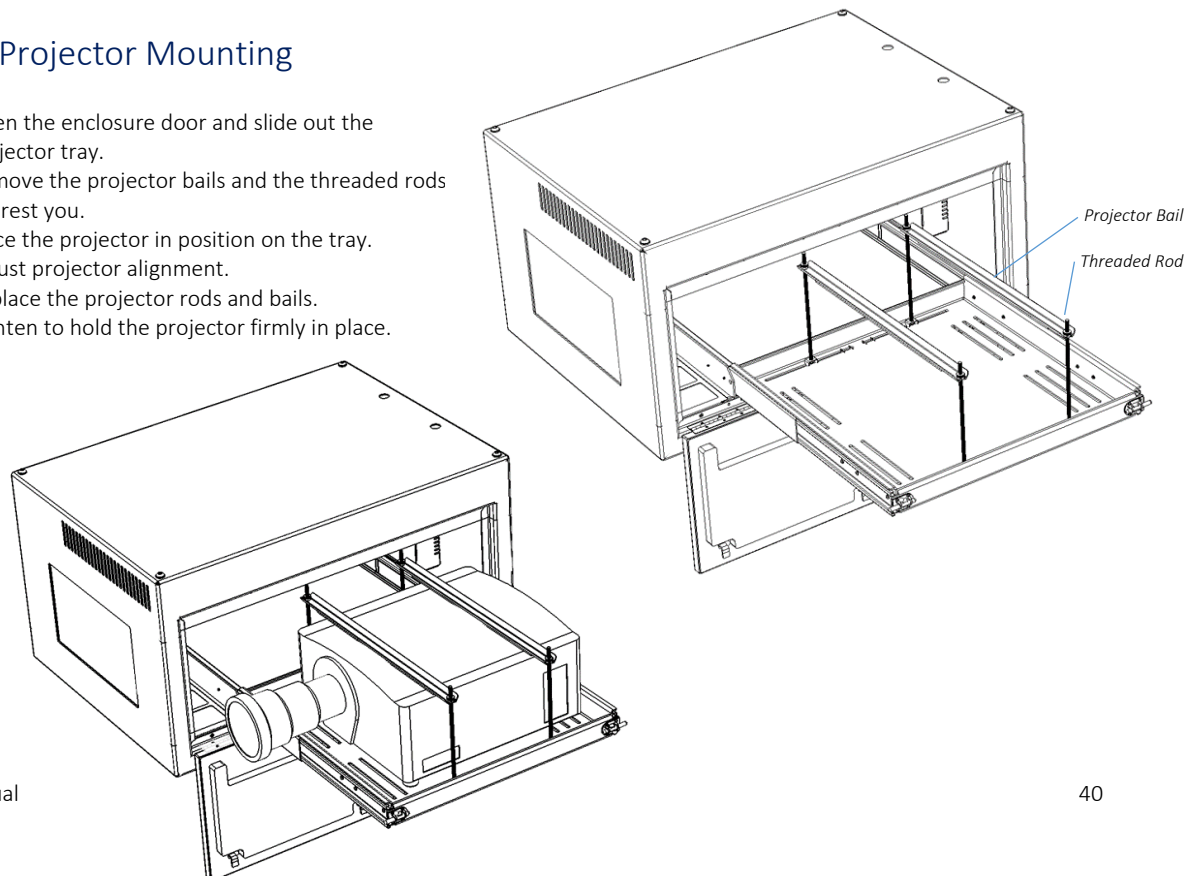 Projector Mounting
en the enclosure door and slide out the
jector tray.
move the projector bails and the threaded rods
rest you.
ce the projector in position on the tray.
ust projector alignment.
place the projector rods and bails.
hten to hold the projector firmly in place.
Projector Bail
Threaded Rod
ual
40